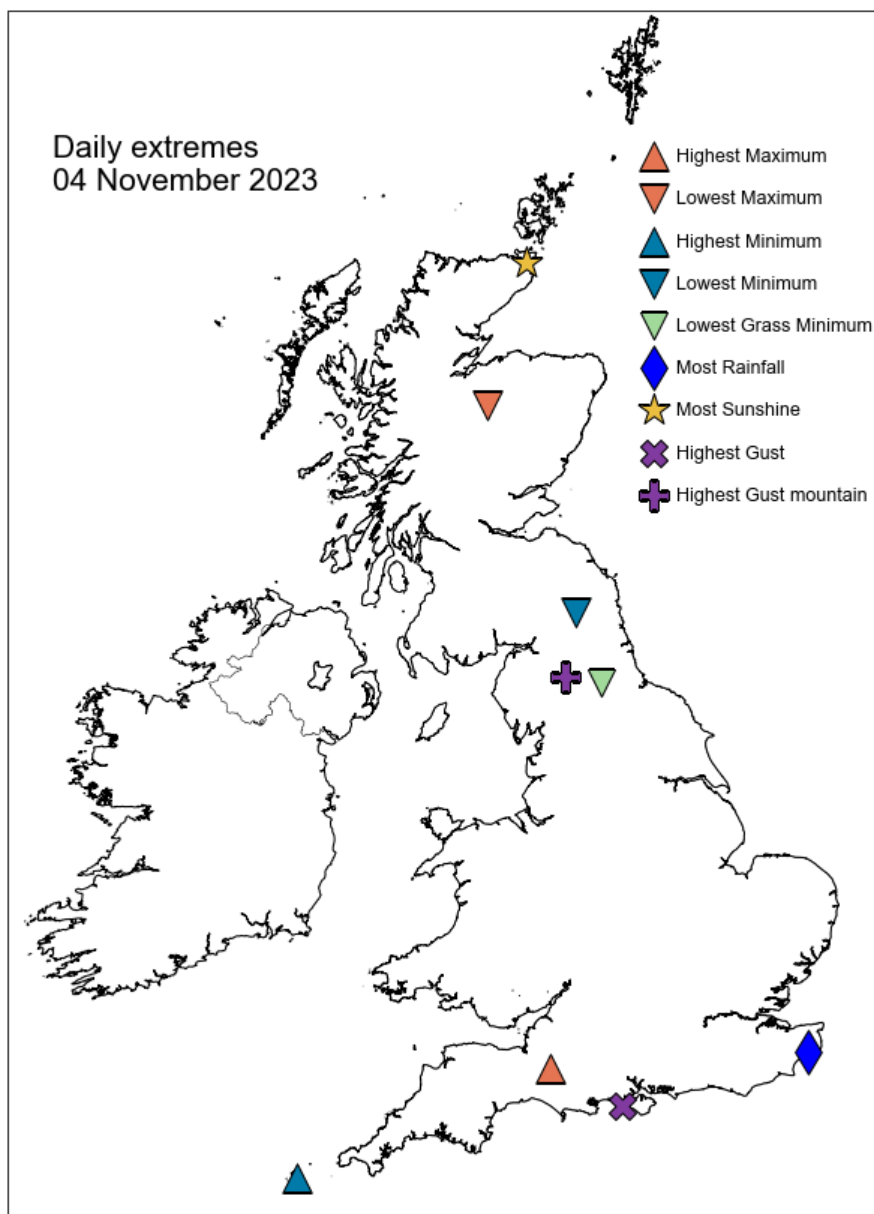 Daily extremes
04 November 2023
Highest Maximum
Lowest Maximum
Highest Minimum
Lowest Minimum
Lowest Grass Minimum
Most Rainfall
Most Sunshine
Highest Gust
Highest Gust mountain